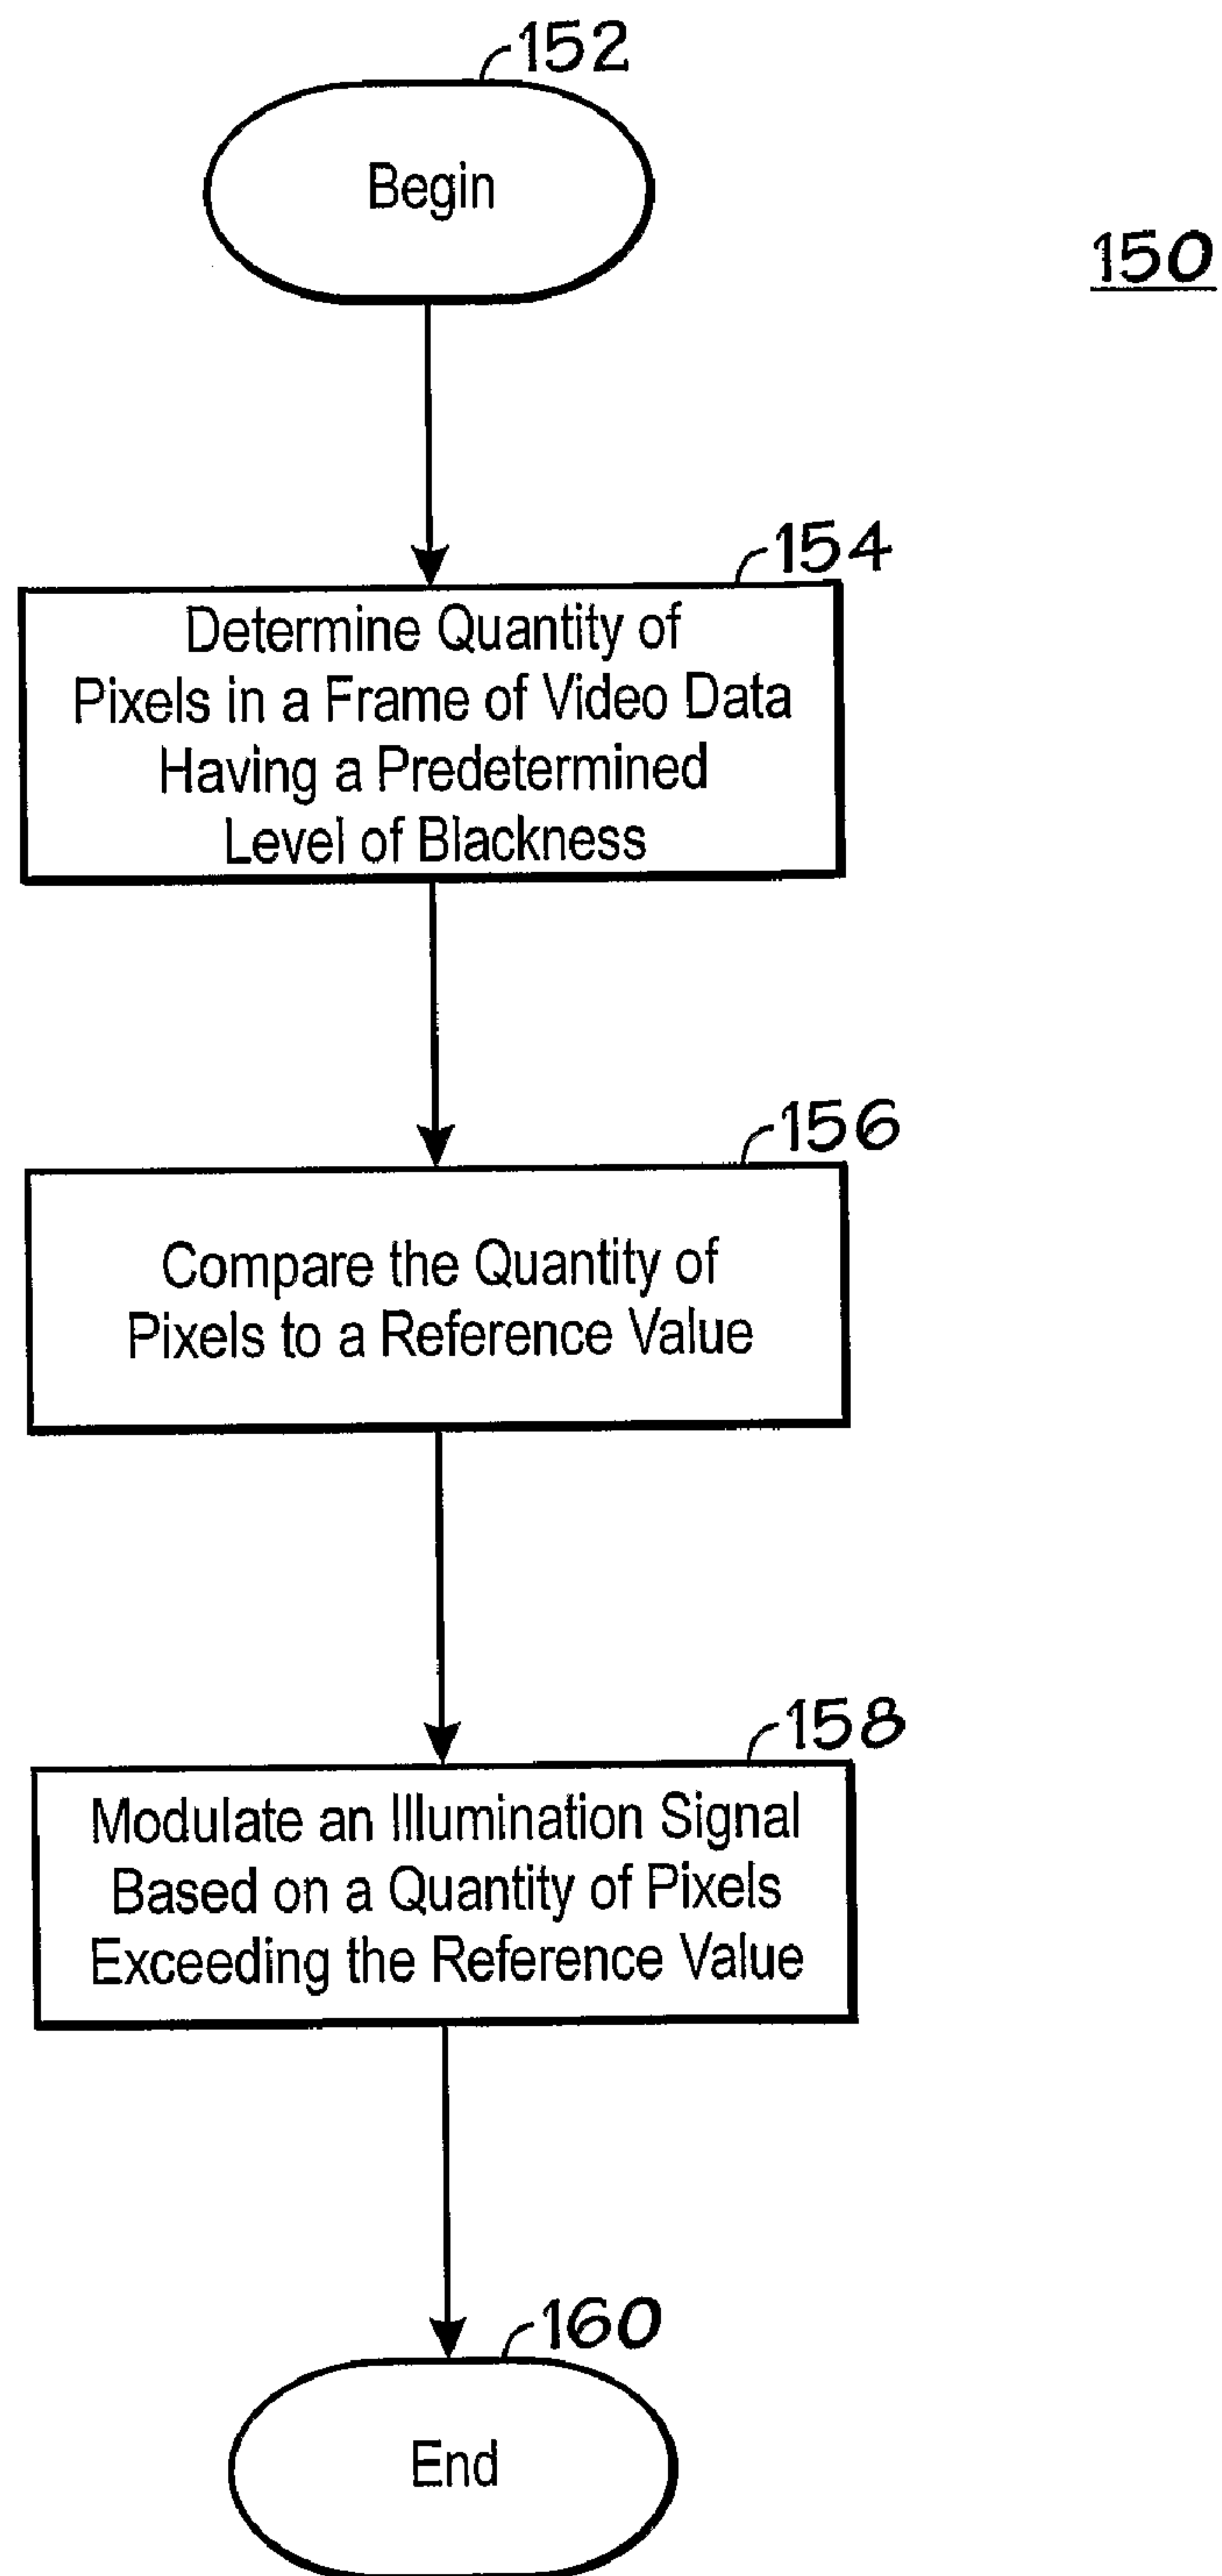 152
Begin
150
154
Determine Quantity of
Pixels in a Frame of Video Data
Having a Predetermined
Level of Blackness
156
Compare the Quantity of
Pixels to a Reference Value
158
Modulate an Illumination Signal
Based on a Quantity of Pixels
Exceeding the Reference Value
160
End